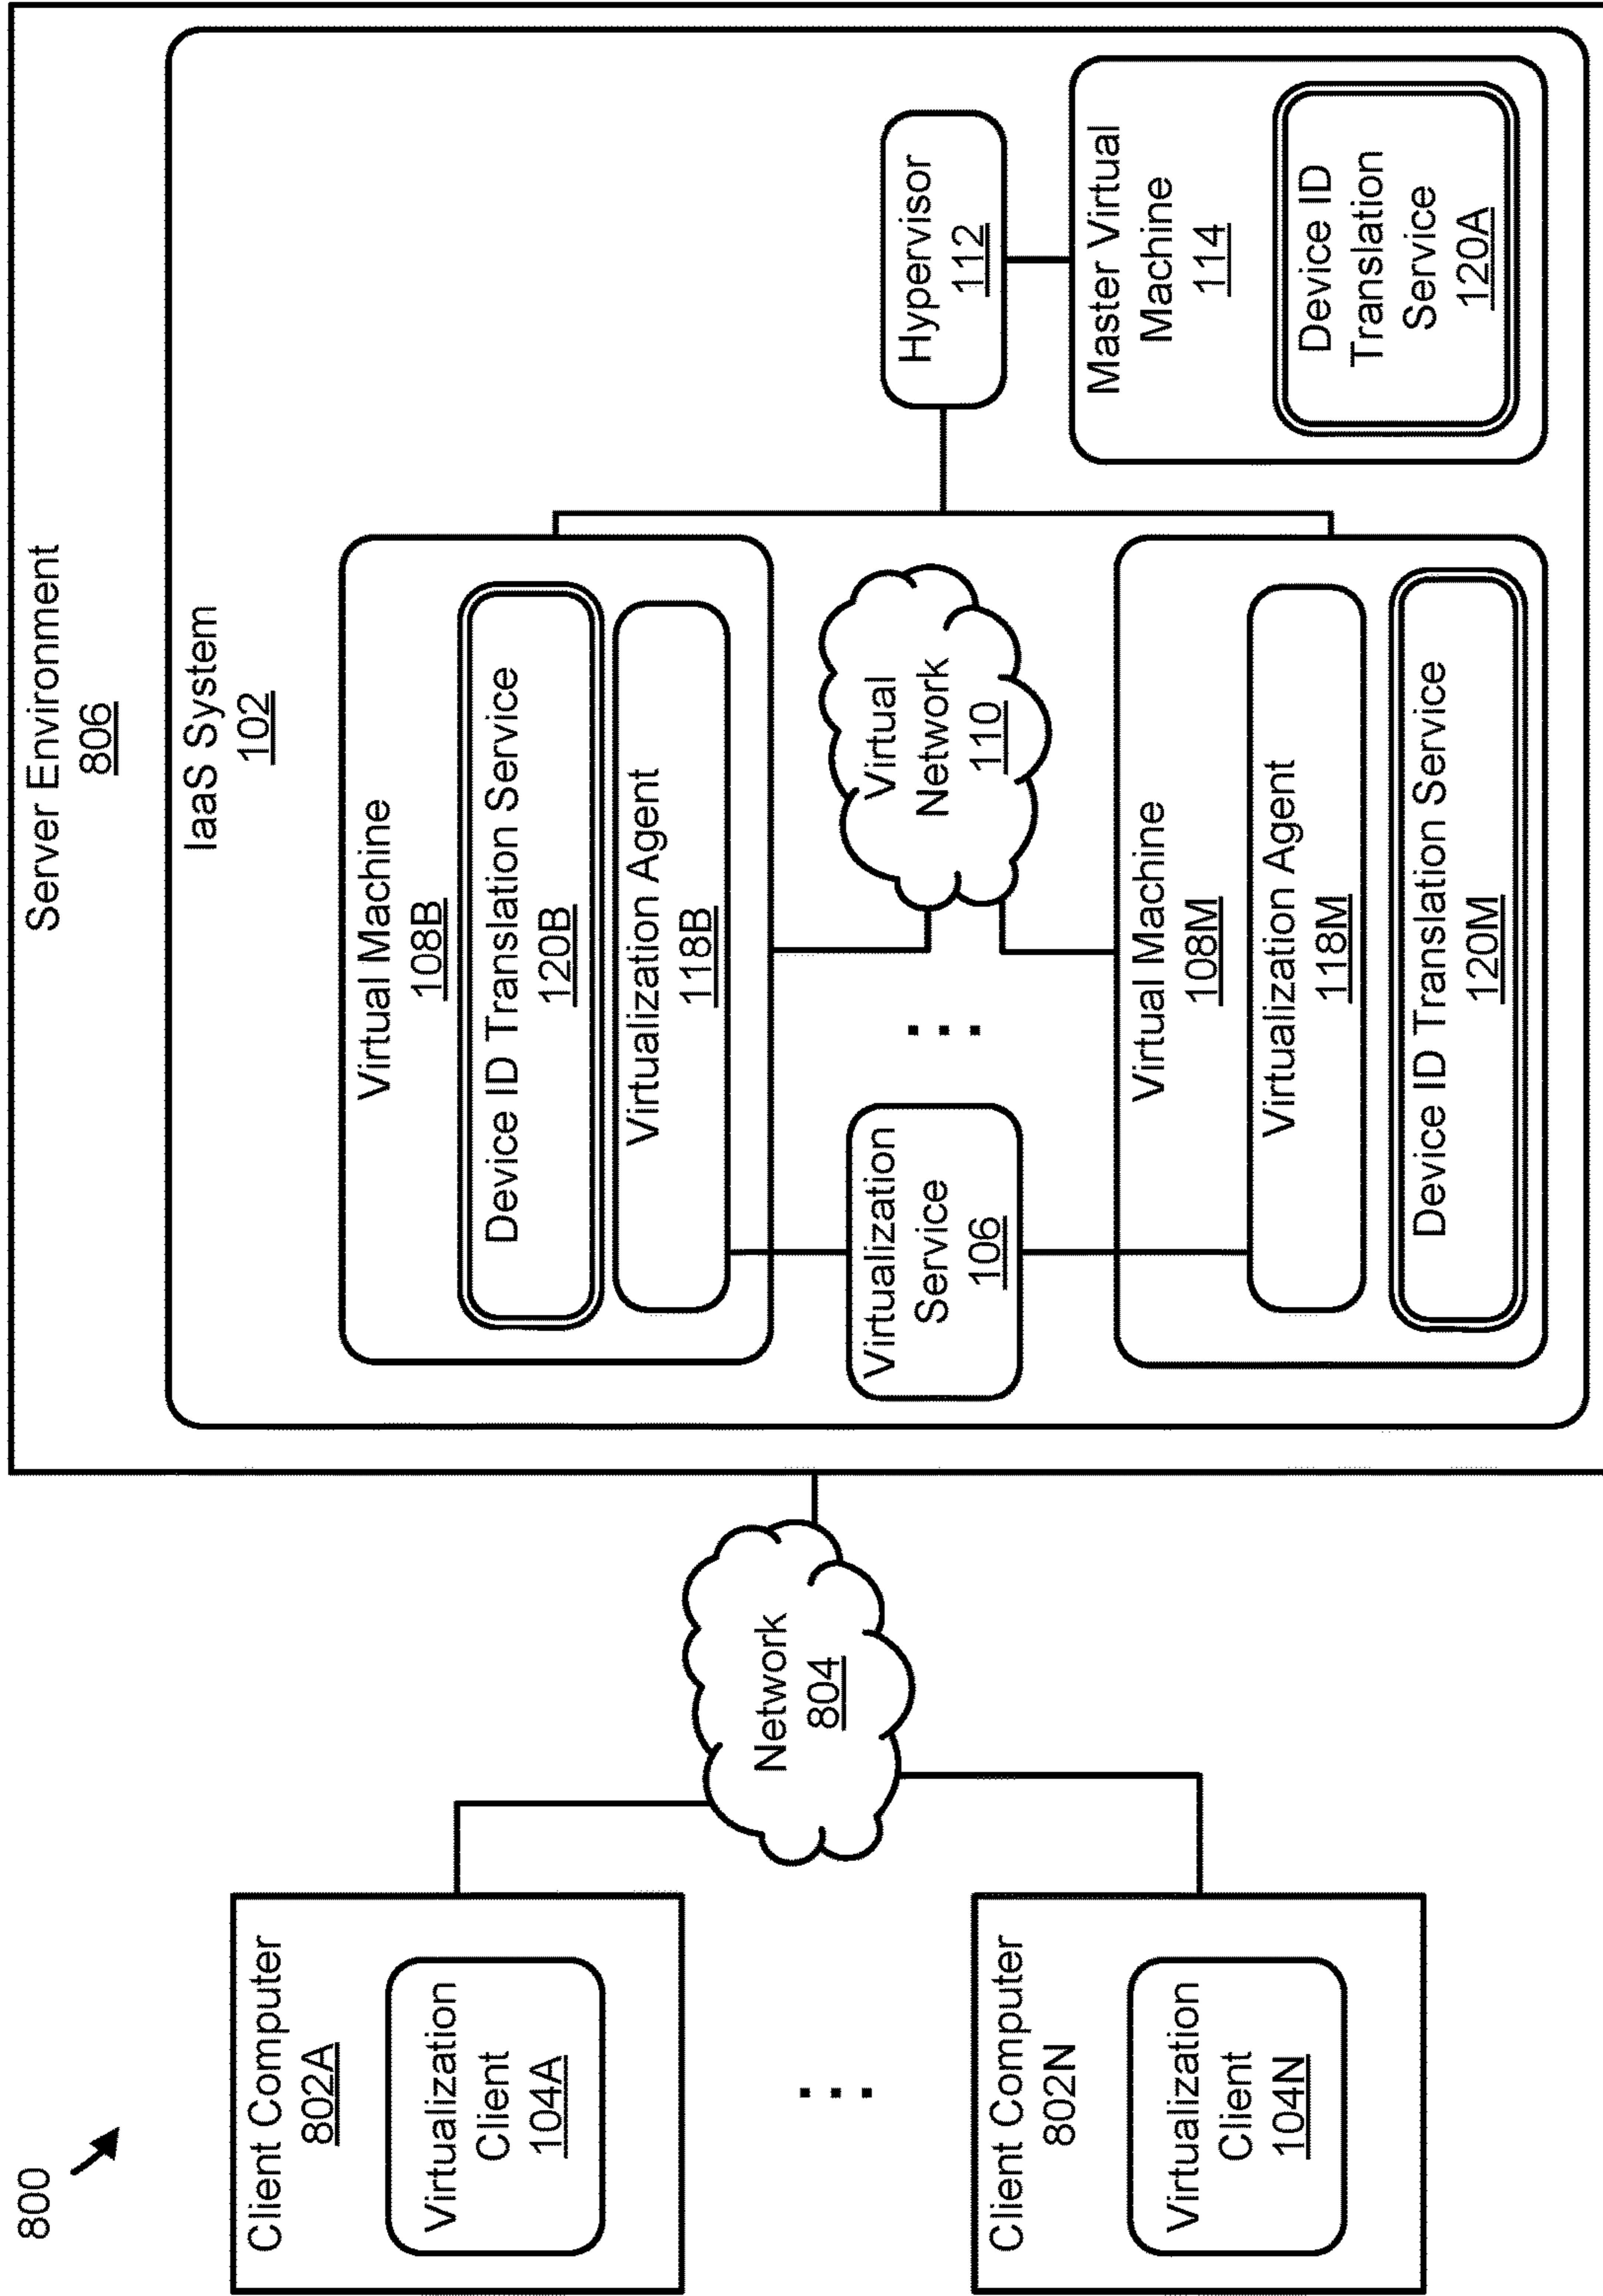 800
Client Computer
802A
Virtualization
Client
104A
...
Client Computer
802N
Virtualization
Client
104N
Network
804
Server Environment
806
IaaS System
102
Virtual Machine
108B
Device ID Translation Service
120B
Virtualization Agent
118B
Virtualization
Service
106
...
Virtual
Network
110
Virtual Machine
108M
Virtualization Agent
118M
Device ID Translation Service
120M
Hypervisor
112
Master Virtual
Machine
114
Device ID
Translation
Service
120A